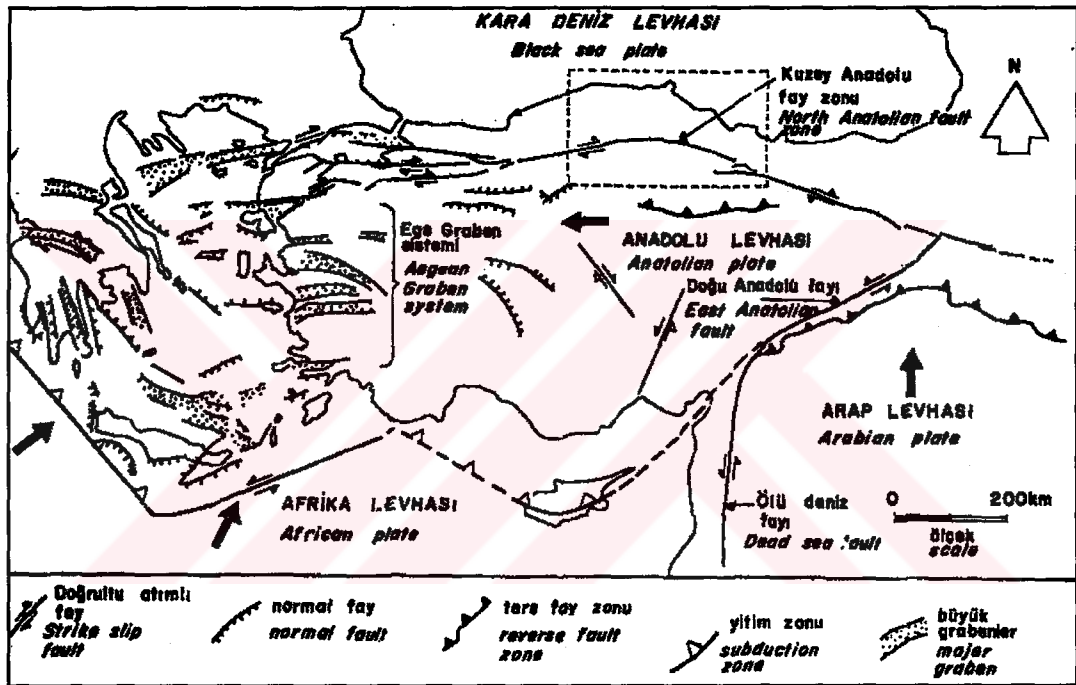 KARA DENİZ LEVHASI
Black sea plate
Kuzey Anadolu
fay zonu
North Anatolian fault
zone
N
Ege Graben
sistemi
Aegean
Graben
system
ANADOLU LEVHASI
Anatolian plate
Doğu Anadolu fayı
East Anatolian
fault
ARAP LEVHASI
Arabian plate
AFRİKA LEVHASI
African plate
Ölü deniz
fayı
Dead sea fault
0 200km
ölçek
scale
Doğrultu atımlı
fay
Strike slip
fault
normal fay
normal fault
ters fay zonu
reverse fault
zone
yitim zonu
subduction
zone
büyük
grabenler
major
graben